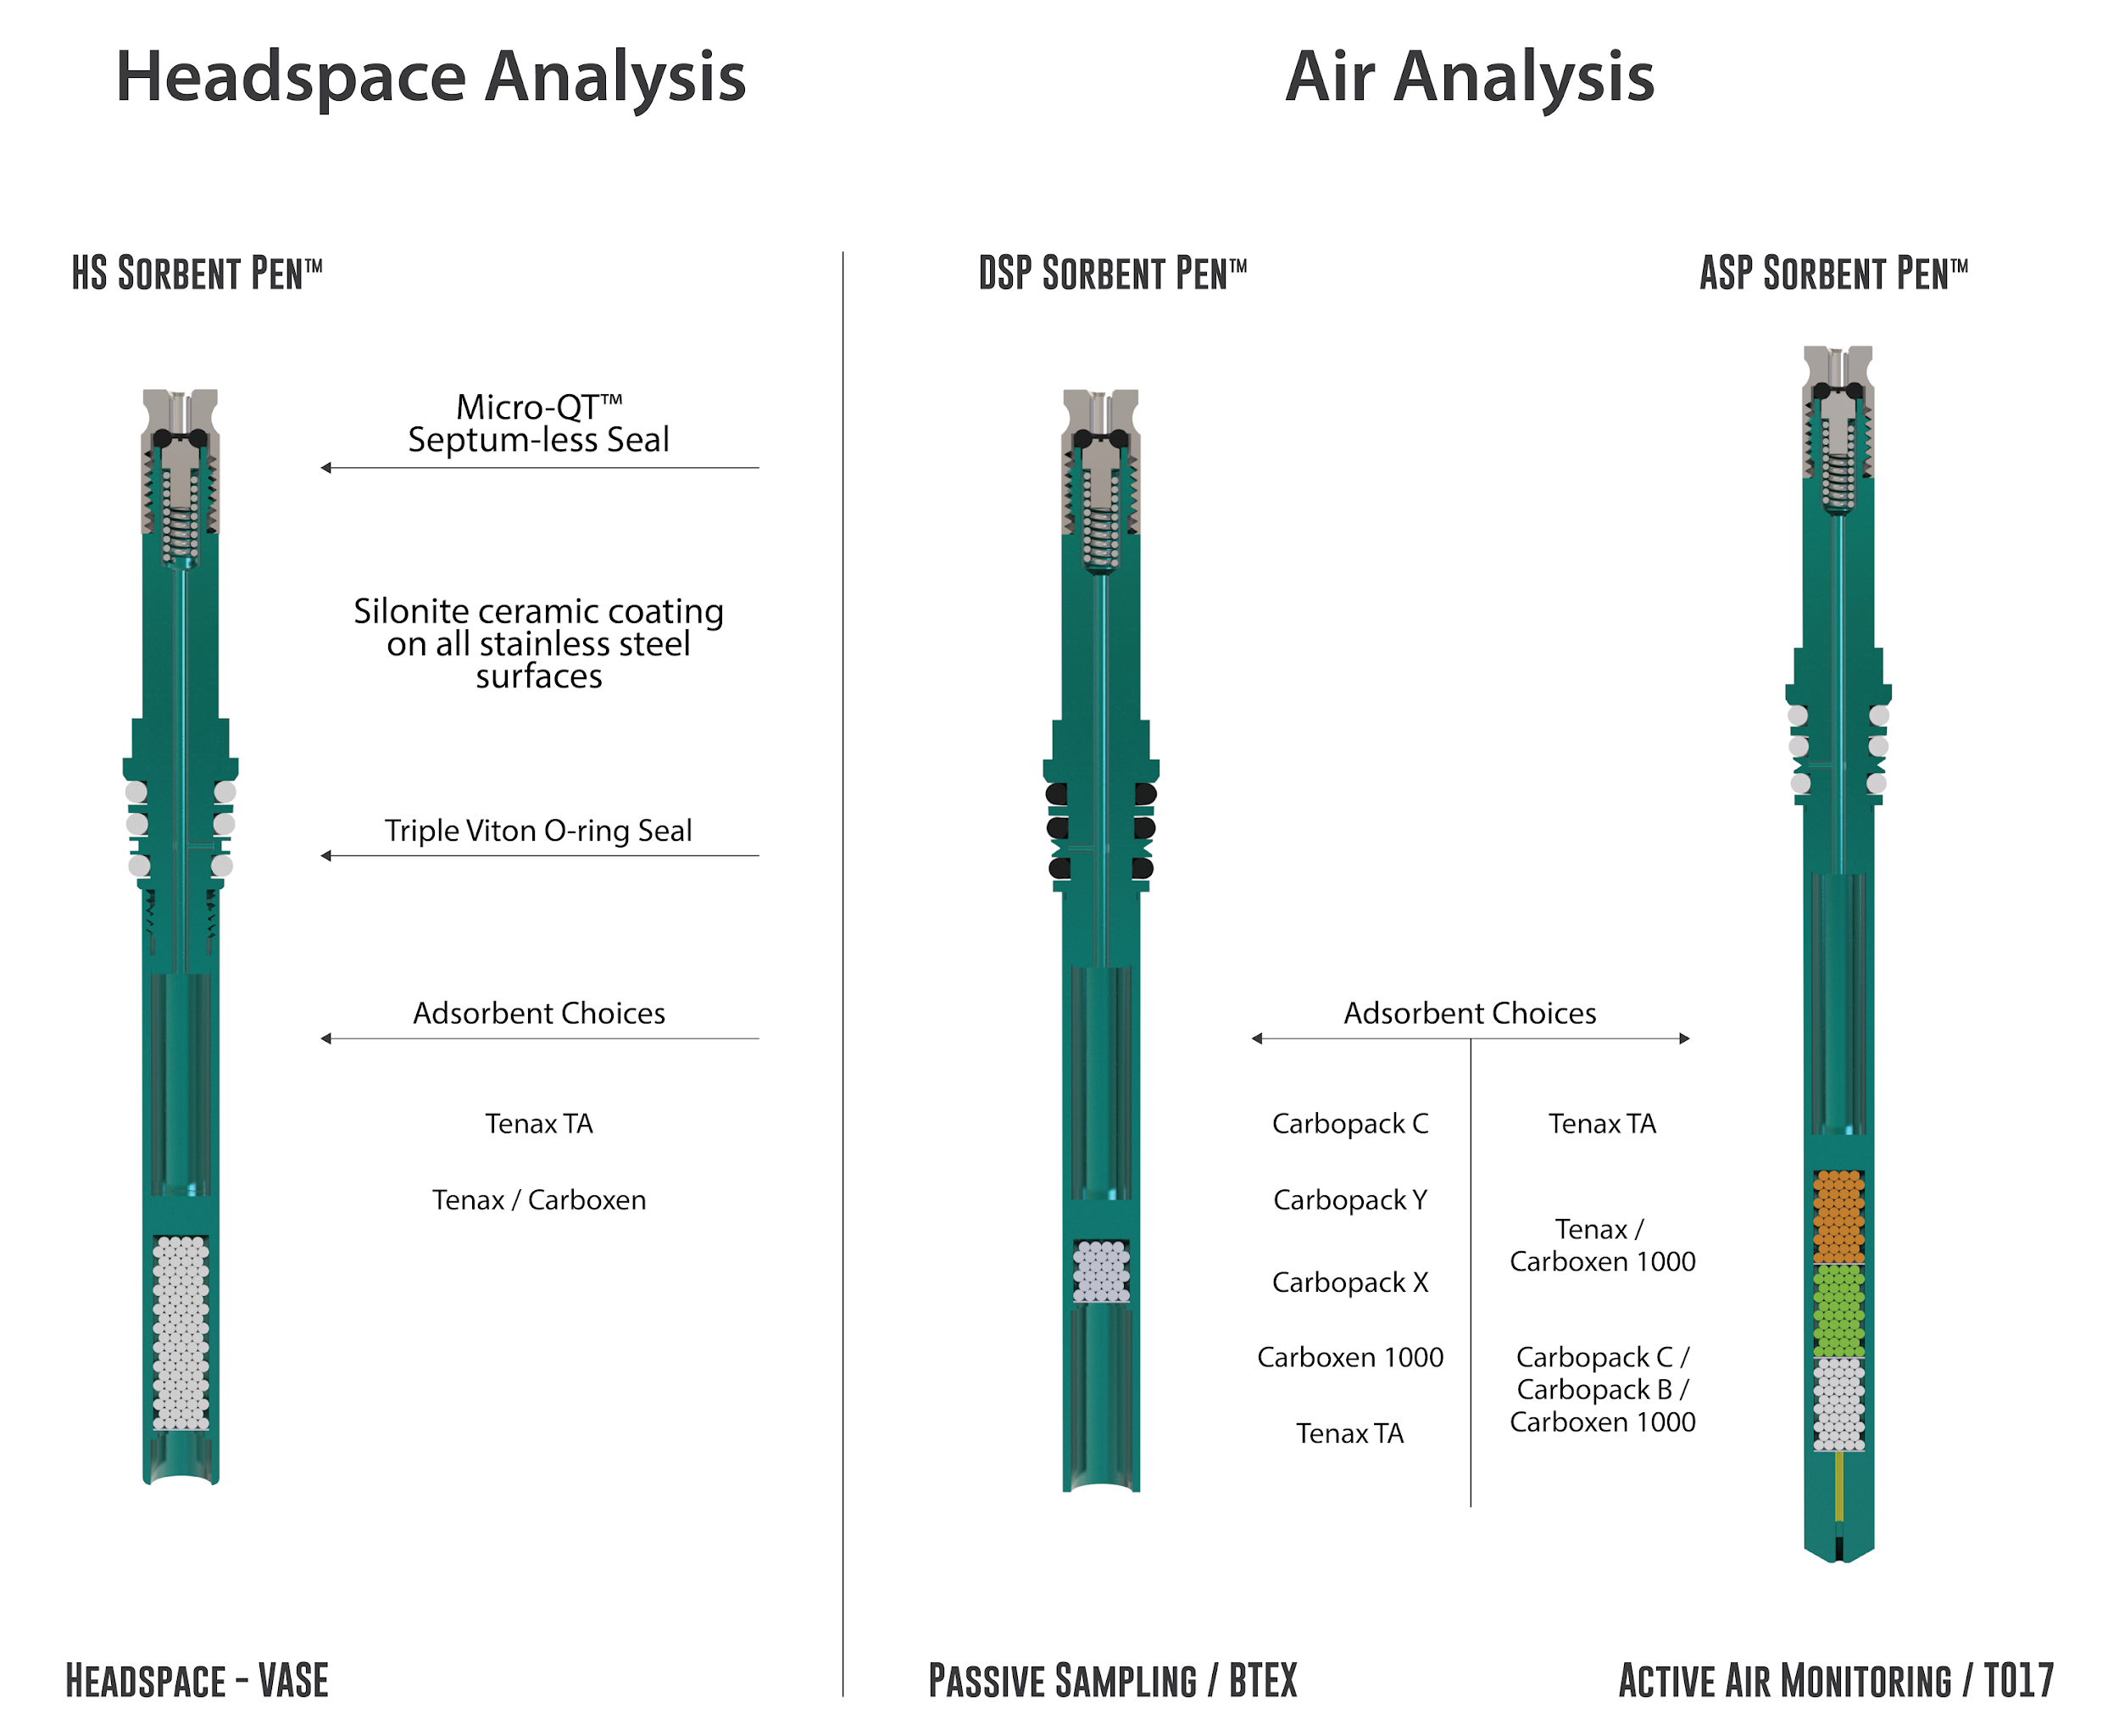 Headspace Analysis
Air Analysis
HS Sorbent Pen™
DSP Sorbent Pen™
ASP Sorbent Pen™
Micro-QT™
Septum-less Seal
Silonite ceramic coating
on all stainless steel
surfaces
Triple Viton O-ring Seal
Adsorbent Choices
Tenax TA
Tenax / Carboxen
Adsorbent Choices
Carbopack C
Carbopack Y
Carbopack X
Carboxen 1000
Tenax TA
Tenax TA
Tenax /
Carboxen 1000
Carbopack C /
Carbopack B /
Carboxen 1000
Headspace - VASE
Passive Sampling / BTEX
Active Air Monitoring / TO17